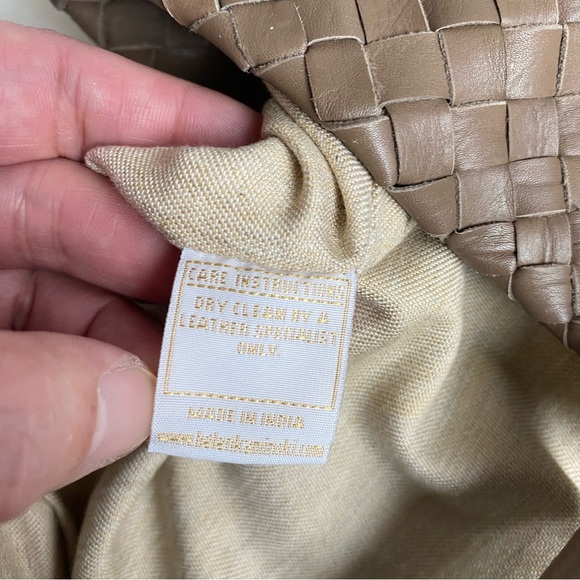 CARE INSTRUCTIONS
DRY CLEAN BY A
LEATHER SPECIALIST
ONLY.
MADE IN INDIA